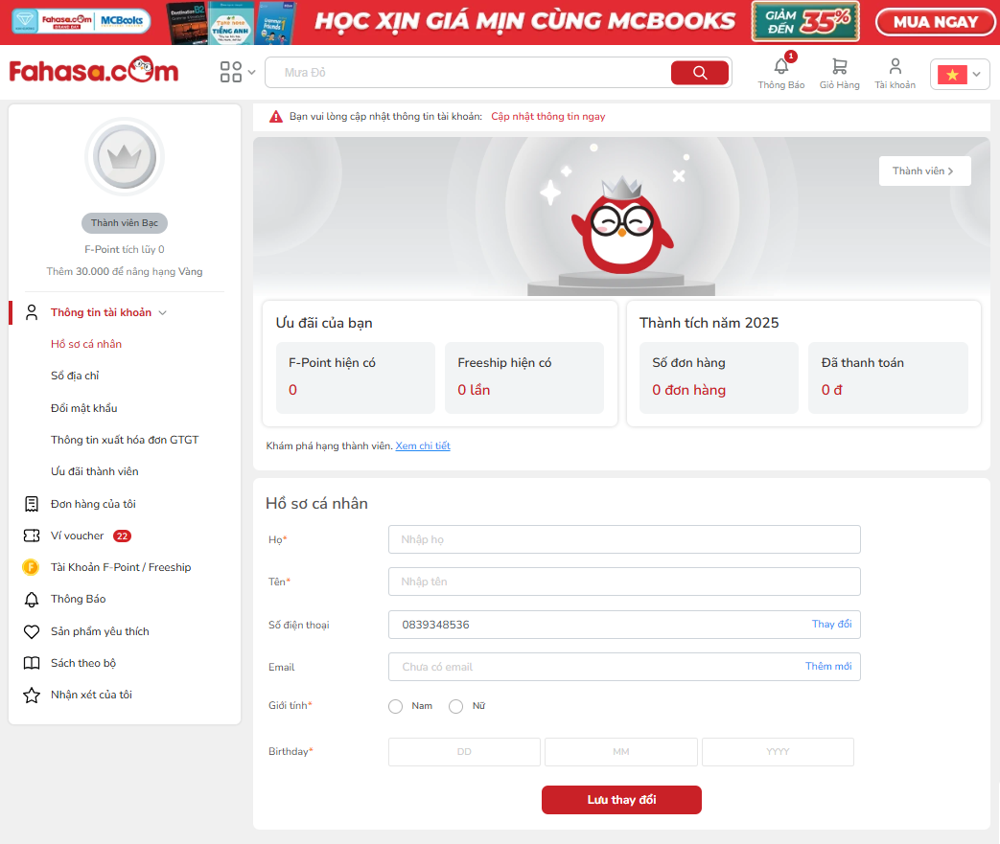 Fahasa.com
MCBooks
HỌC XỊN GIÁ MỊN CÙNG MCBOOKS
GIẢM
ĐẾN 35%
MUA NGAY
Fahasa.com
Mưa Đỏ
1
Thông Báo
Giỏ Hàng
Tài khoản
Thành viên Bạc
F-Point tích lũy 0
Thêm 30.000 để nâng hạng Vàng
Thông tin tài khoản
Hồ sơ cá nhân
Sổ địa chỉ
Đổi mật khẩu
Thông tin xuất hóa đơn GTGT
Ưu đãi thành viên
Đơn hàng của tôi
Ví voucher 22
F Tài Khoản F-Point / Freeship
Thông Báo
Sản phẩm yêu thích
Sách theo bộ
Nhận xét của tôi
Bạn vui lòng cập nhật thông tin tài khoản: Cập nhật thông tin ngay
Thành viên
Ưu đãi của bạn
F-Point hiện có
0
Freeship hiện có
0 lần
Thành tích năm 2025
Số đơn hàng
0 đơn hàng
Đã thanh toán
0 đ
Khám phá hạng thành viên. Xem chi tiết
Hồ sơ cá nhân
Họ* Nhập họ
Tên* Nhập tên
Số điện thoại 0839348536 Thay đổi
Email Chưa có email Thêm mới
Giới tính* Nam Nữ
Birthday* DD MM YYYY
Lưu thay đổi